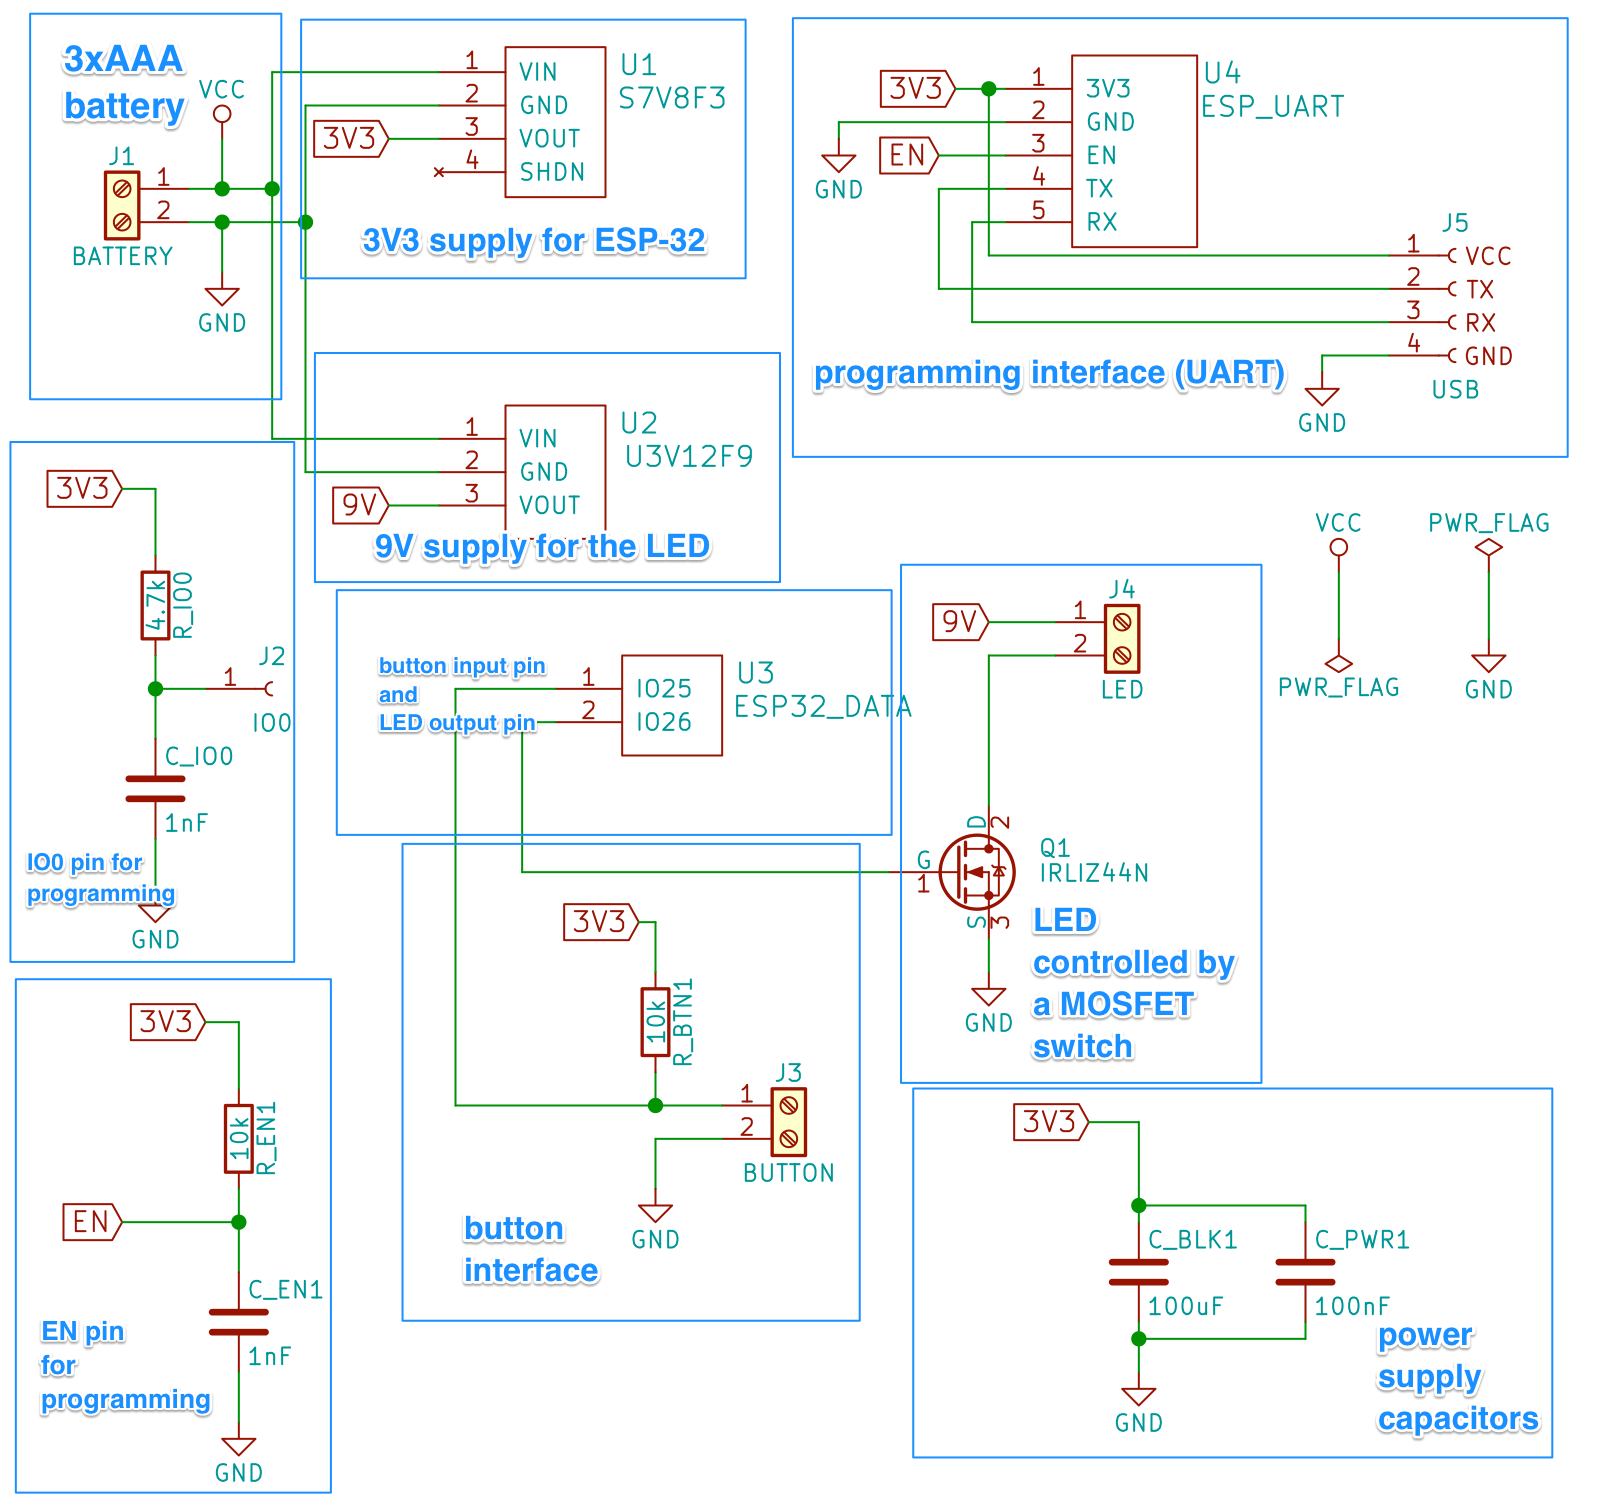 3xAAA
battery
VCC
J1
1
2
BATTERY
GND
1
2
3
4
3V3
VIN
GND
VOUT
SHDN
U1
S7V8F3
3V3 supply for ESP-32
3V3
EN
GND
1
2
3
4
5
3V3
GND
EN
TX
RX
U4
ESP_UART
J5
1
2
3
4
VCC
TX
RX
GND
USB
GND
programming interface (UART)
1
2
3
9V
VIN
GND
VOUT
U2
U3V12F9
9V supply for the LED
3V3
4.7k
R_IO0
J2
1
IO0
C_IO0
1nF
IO0 pin for
programming
GND
button input pin
and
LED output pin
1
2
IO25
IO26
U3
ESP32_DATA
9V
1
2
J4
LED
D
2
G
1
S
3
Q1
IRLIZ44N
GND
LED
controlled by
a MOSFET
switch
VCC
PWR_FLAG
PWR_FLAG
GND
3V3
10k
R_EN1
EN
C_EN1
1nF
EN pin
for
programming
GND
3V3
10k
R_BTN1
J3
1
2
BUTTON
GND
button
interface
3V3
C_BLK1
100uF
C_PWR1
100nF
GND
power
supply
capacitors